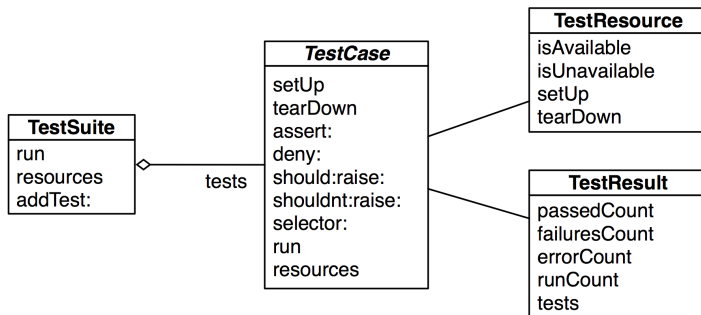 TestSuite
run
resources
addTest:
tests
TestCase
setUp
tearDown
assert:
deny:
should:raise:
shouldnt:raise:
selector:
run
resources
TestResource
isAvailable
isUnavailable
setUp
tearDown
TestResult
passedCount
failuresCount
errorCount
runCount
tests